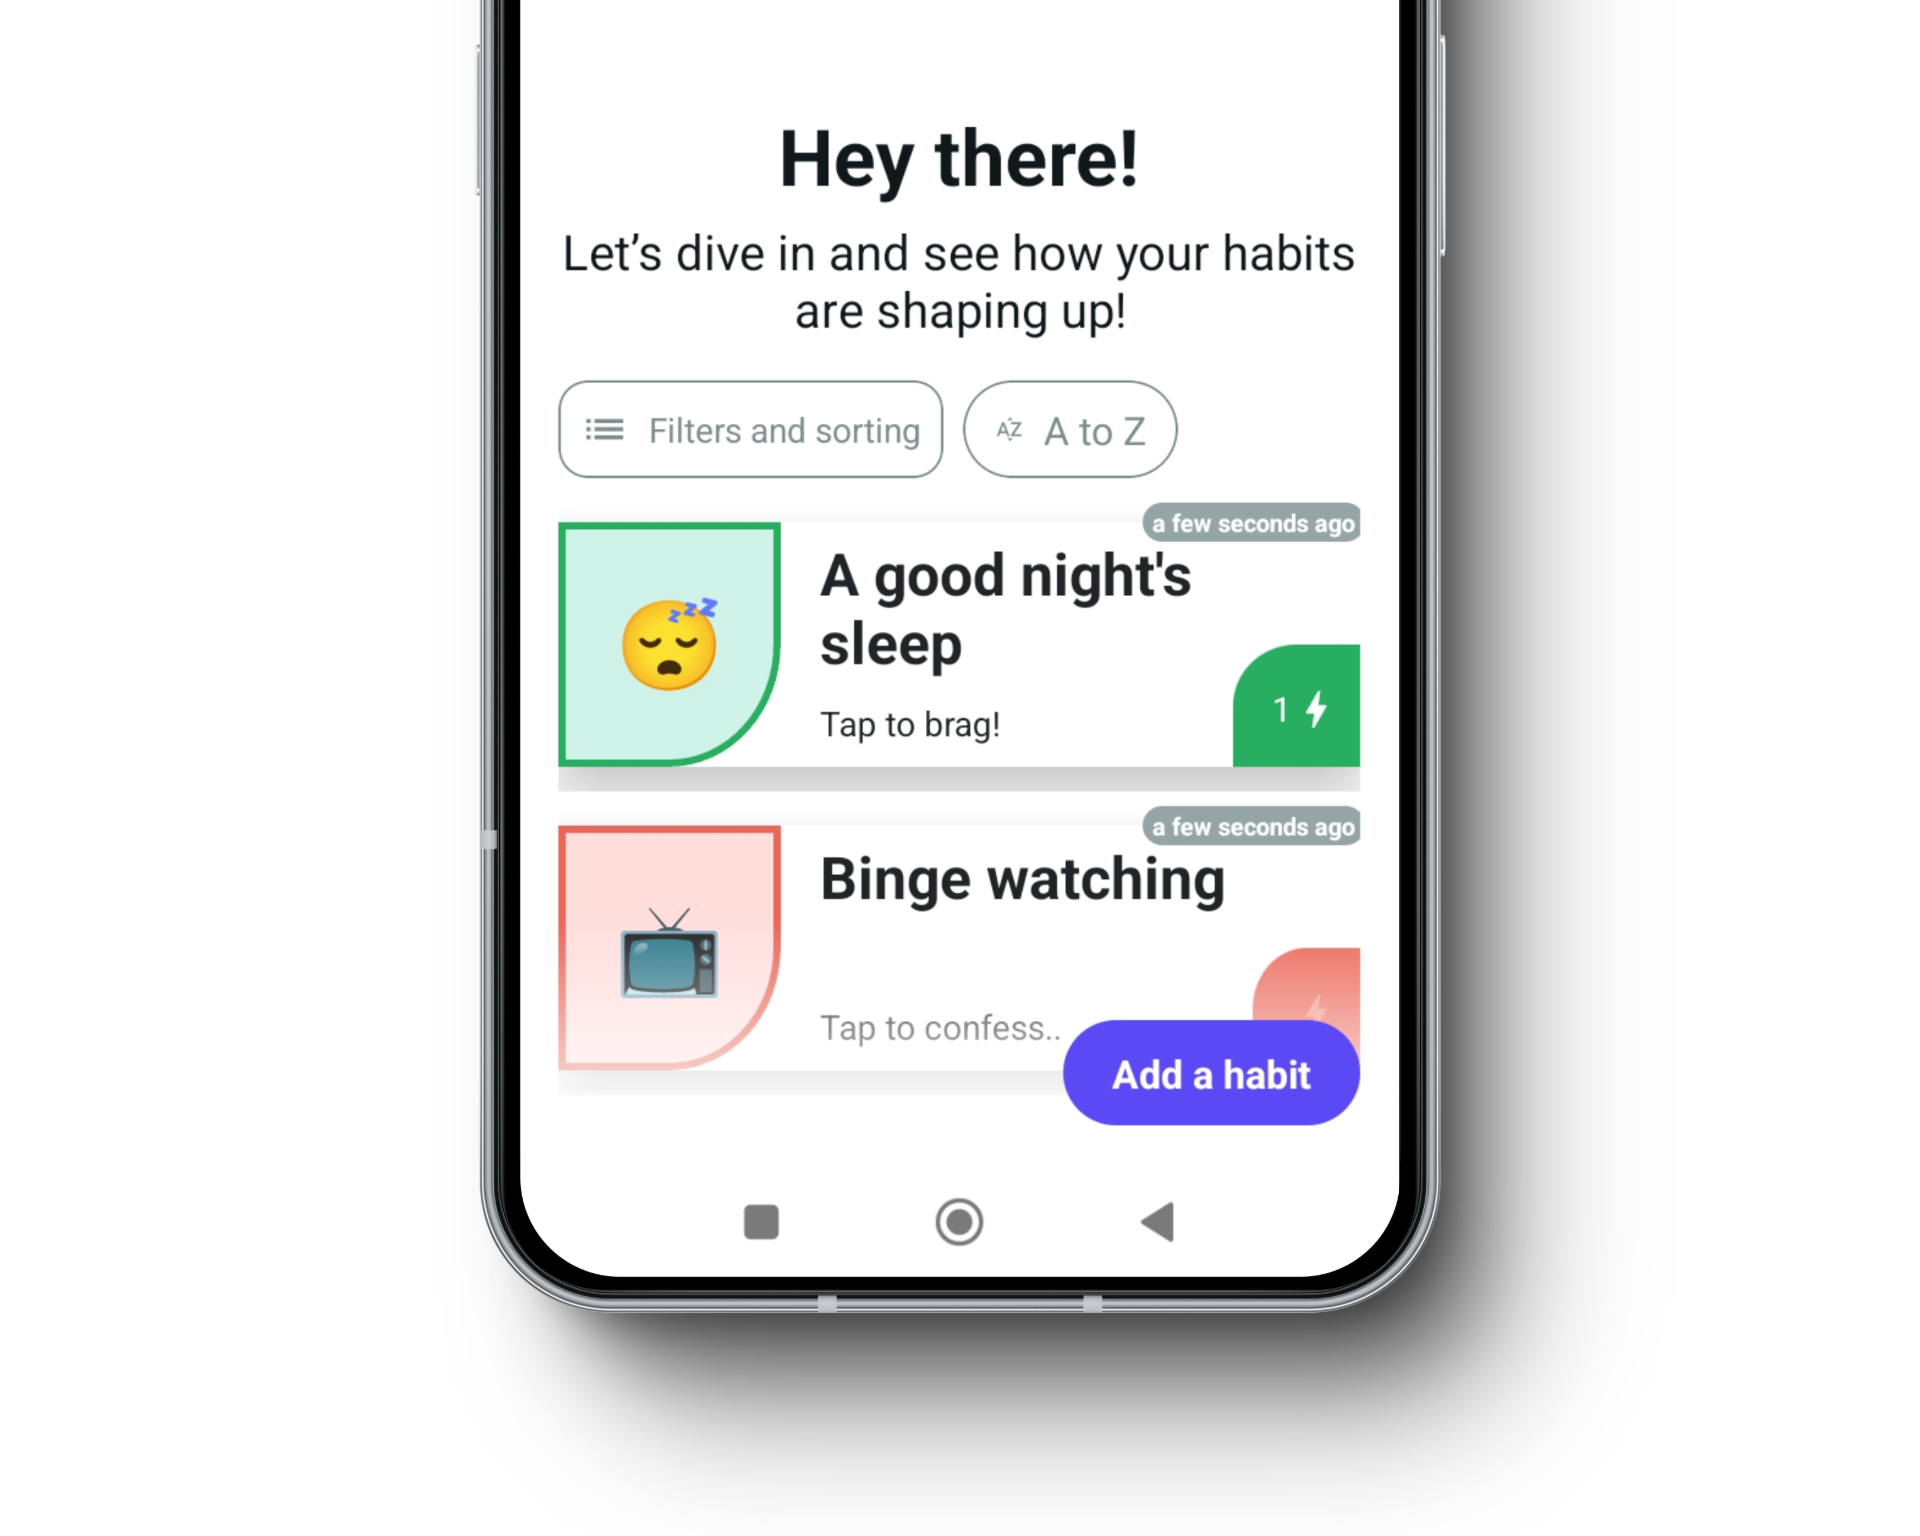 Hey there!
Let’s dive in and see how your habits
are shaping up!
Filters and sorting
AZ A to Z
a few seconds ago
A good night's
sleep
Tap to brag!
1
a few seconds ago
Binge watching
Tap to confess..
Add a habit